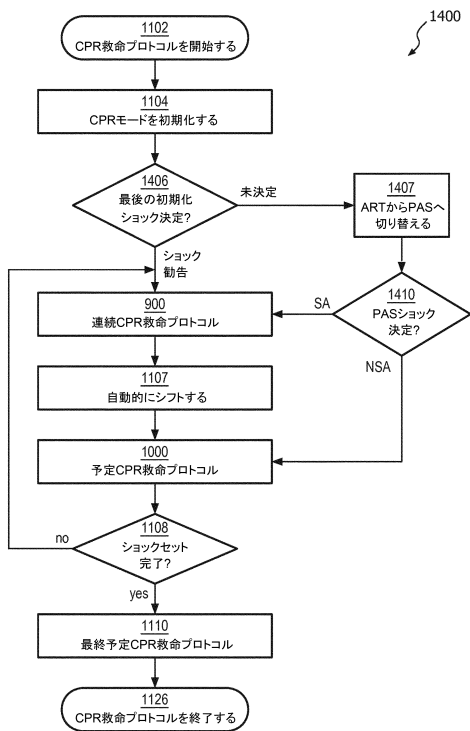 1400
1102
CPR救命プロトコルを開始する
1104
CPRモードを初期化する
1406
最後の初期化
ショック決定?
未決定
1407
ARTからPASへ
切り替える
ショック
勧告
900
連続CPR救命プロトコル
SA
1410
PASショック
決定?
NSA
1107
自動的にシフトする
1000
予定CPR救命プロトコル
1108
ショックセット
完了?
no
yes
1110
最終予定CPR救命プロトコル
1126
CPR救命プロトコルを終了する